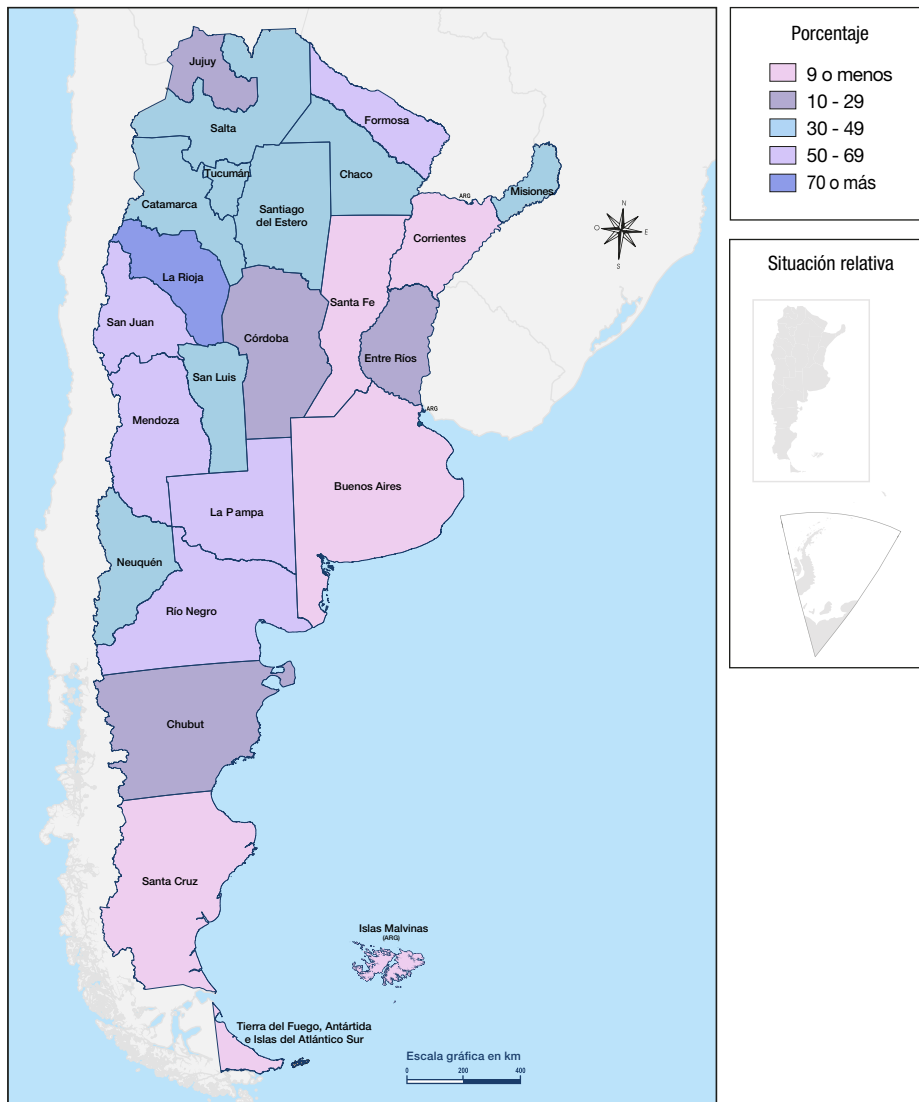 Jujuy
Salta
Formosa
Tucumán
Catamarca
Santiago
del Estero
Chaco
ARG
Misiones
Corrientes
La Rioja
Santa Fe
San Juan
Córdoba
Entre Ríos
San Luis
Mendoza
ARG
Buenos Aires
La Pampa
Neuquén
Río Negro
Chubut
Santa Cruz
Islas Malvinas
(ARG)
Tierra del Fuego, Antártida
e Islas del Atlántico Sur
Escala gráfica en km
0 200 400
N
O E
S
Porcentaje
9 o menos
10 - 29
30 - 49
50 - 69
70 o más
Situación relativa